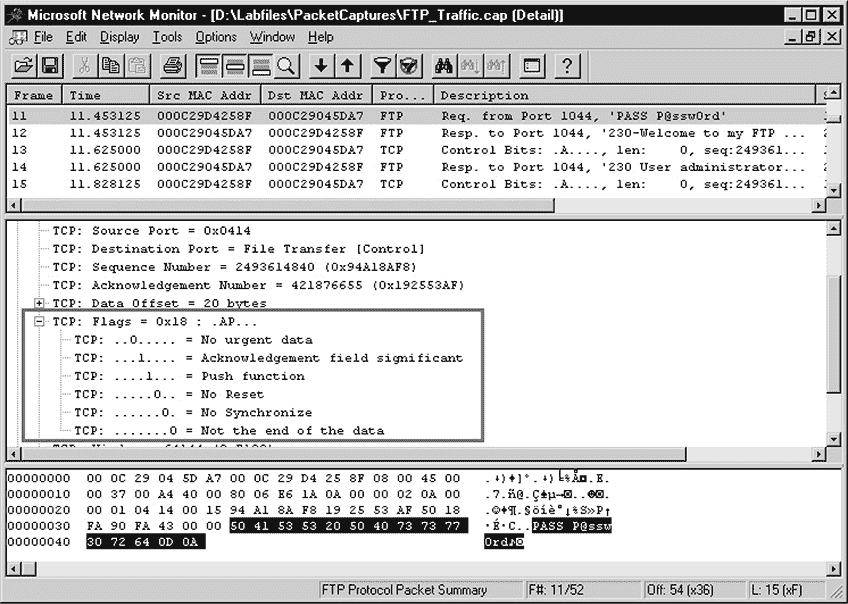 Microsoft Network Monitor - [D:\Labfiles\PacketCaptures\FTP_Traffic.cap (Detail)]
File Edit Display Tools Options Window Help
Frame Time Src MAC Addr Dst MAC Addr Pro... Description
11 11.453125 000C29D4258F 000C29045DA7 FTP Req. from Port 1044, 'PASS P@ssw0rd'
12 11.453125 000C29D4258F 000C29045DA7 FTP Resp. to Port 1044, '230-Welcome to my FTP ...
13 11.625000 000C29D4258F 000C29045DA7 TCP Control Bits: .A...., len: 0, seq:249361...
14 11.625000 000C29D4258F 000C29045DA7 FTP Resp. to Port 1044, '230 User administrator...
15 11.828125 000C29D4258F 000C29045DA7 TCP Control Bits: .A...., len: 0, seq:249361...
TCP: Source Port = 0x0414
TCP: Destination Port = File Transfer [Control]
TCP: Sequence Number = 2493614840 (0x94A18AF8)
TCP: Acknowledgement Number = 421876655 (0x192553AF)
TCP: Data Offset = 20 bytes
TCP: Flags = 0x18 : .AP...
TCP: ..0..... = No urgent data
TCP: ...1.... = Acknowledgement field significant
TCP: ....1... = Push function
TCP: .....0.. = No Reset
TCP: ......0. = No Synchronize
TCP: .......0 = Not the end of the data
00000000 00 0C 29 04 5D A7 00 0C 29 D4 25 8F 08 00 45 00
00000010 00 37 00 A4 40 00 80 06 E6 1A 0A 00 00 02 0A 00
00000020 00 01 04 14 00 15 94 A1 8A F8 19 25 53 AF 50 18
00000030 FA 90 FA 43 00 00 50 41 53 53 20 50 40 73 73 77 PASS P@ssw
00000040 30 72 64 0D 0A 0rd♪◙
FTP Protocol Packet Summary F#: 11/52 Off: 54 (x36) L: 15 (xF)